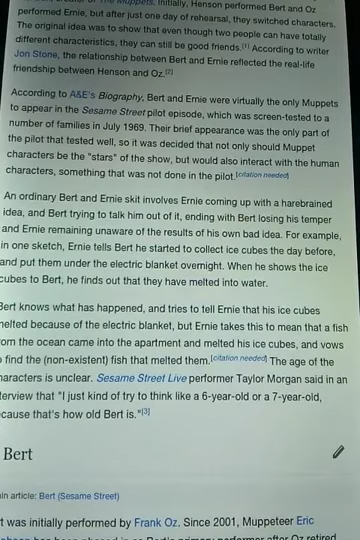 The Muppets. Initially, Henson performed Bert and Oz
performed Ernie, but after just one day of rehearsal, they switched characters.
The original idea was to show that even though two people can have totally
different characteristics, they can still be good friends.[1] According to writer
Jon Stone, the relationship between Bert and Ernie reflected the real-life
friendship between Henson and Oz.[2]
According to A&E's Biography, Bert and Ernie were virtually the only Muppets
to appear in the Sesame Street pilot episode, which was screen-tested to a
number of families in July 1969. Their brief appearance was the only part of
the pilot that tested well, so it was decided that not only should Muppet
characters be the "stars" of the show, but would also interact with the human
characters, something that was not done in the pilot.[citation needed]
An ordinary Bert and Ernie skit involves Ernie coming up with a harebrained
idea, and Bert trying to talk him out of it, ending with Bert losing his temper
and Ernie remaining unaware of the results of his own bad idea. For example,
in one sketch, Ernie tells Bert he started to collect ice cubes the day before,
and put them under the electric blanket overnight. When he shows the ice
cubes to Bert, he finds out that they have melted into water.
Bert knows what has happened, and tries to tell Ernie that his ice cubes
melted because of the electric blanket, but Ernie takes this to mean that a fish
om the ocean came into the apartment and melted his ice cubes, and vows
find the (non-existent) fish that melted them.[citation needed] The age of the
haracters is unclear. Sesame Street Live performer Taylor Morgan said in an
terview that "I just kind of try to think like a 6-year-old or a 7-year-old,
cause that's how old Bert is."[3]
Bert
in article: Bert (Sesame Street)
t was initially performed by Frank Oz. Since 2001, Muppeteer Eric
performer after Oz retired